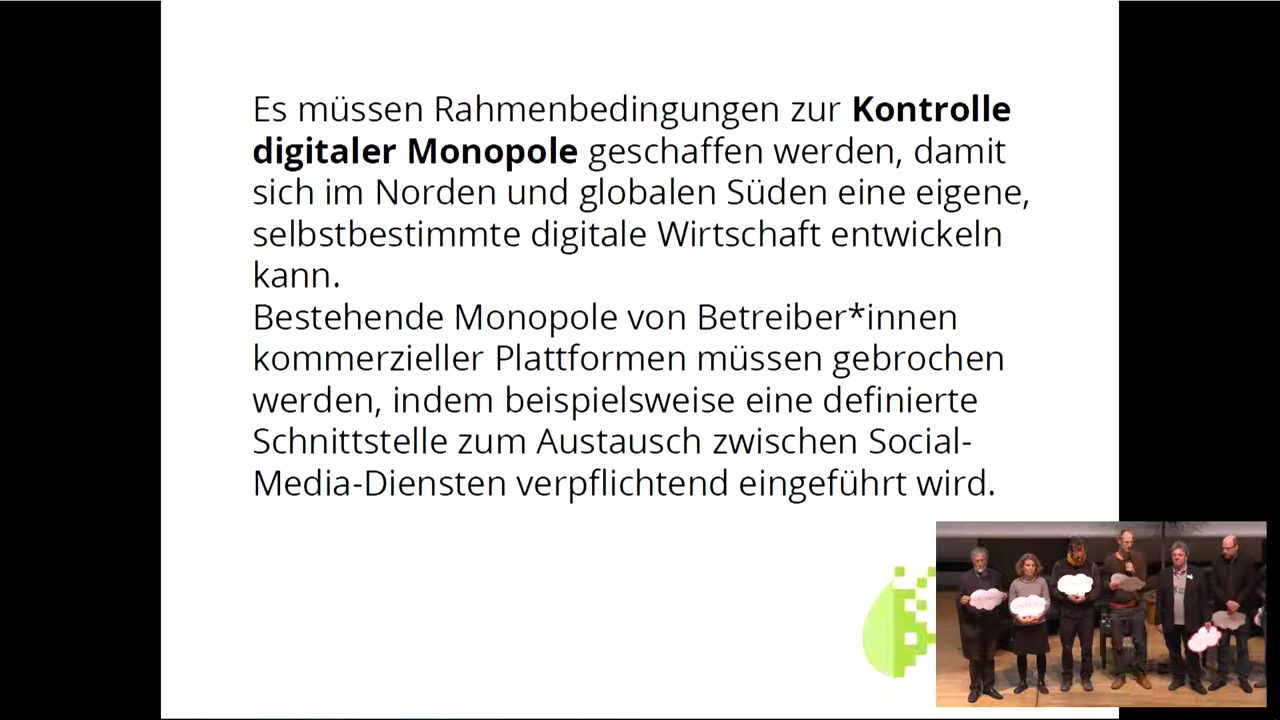 Es müssen Rahmenbedingungen zur Kontrolle
digitaler Monopole geschaffen werden, damit
sich im Norden und globalen Süden eine eigene,
selbstbestimmte digitale Wirtschaft entwickeln
kann.
Bestehende Monopole von Betreiber*innen
kommerzieller Plattformen müssen gebrochen
werden, indem beispielsweise eine definierte
Schnittstelle zum Austausch zwischen Social-
Media-Diensten verpflichtend eingeführt wird.